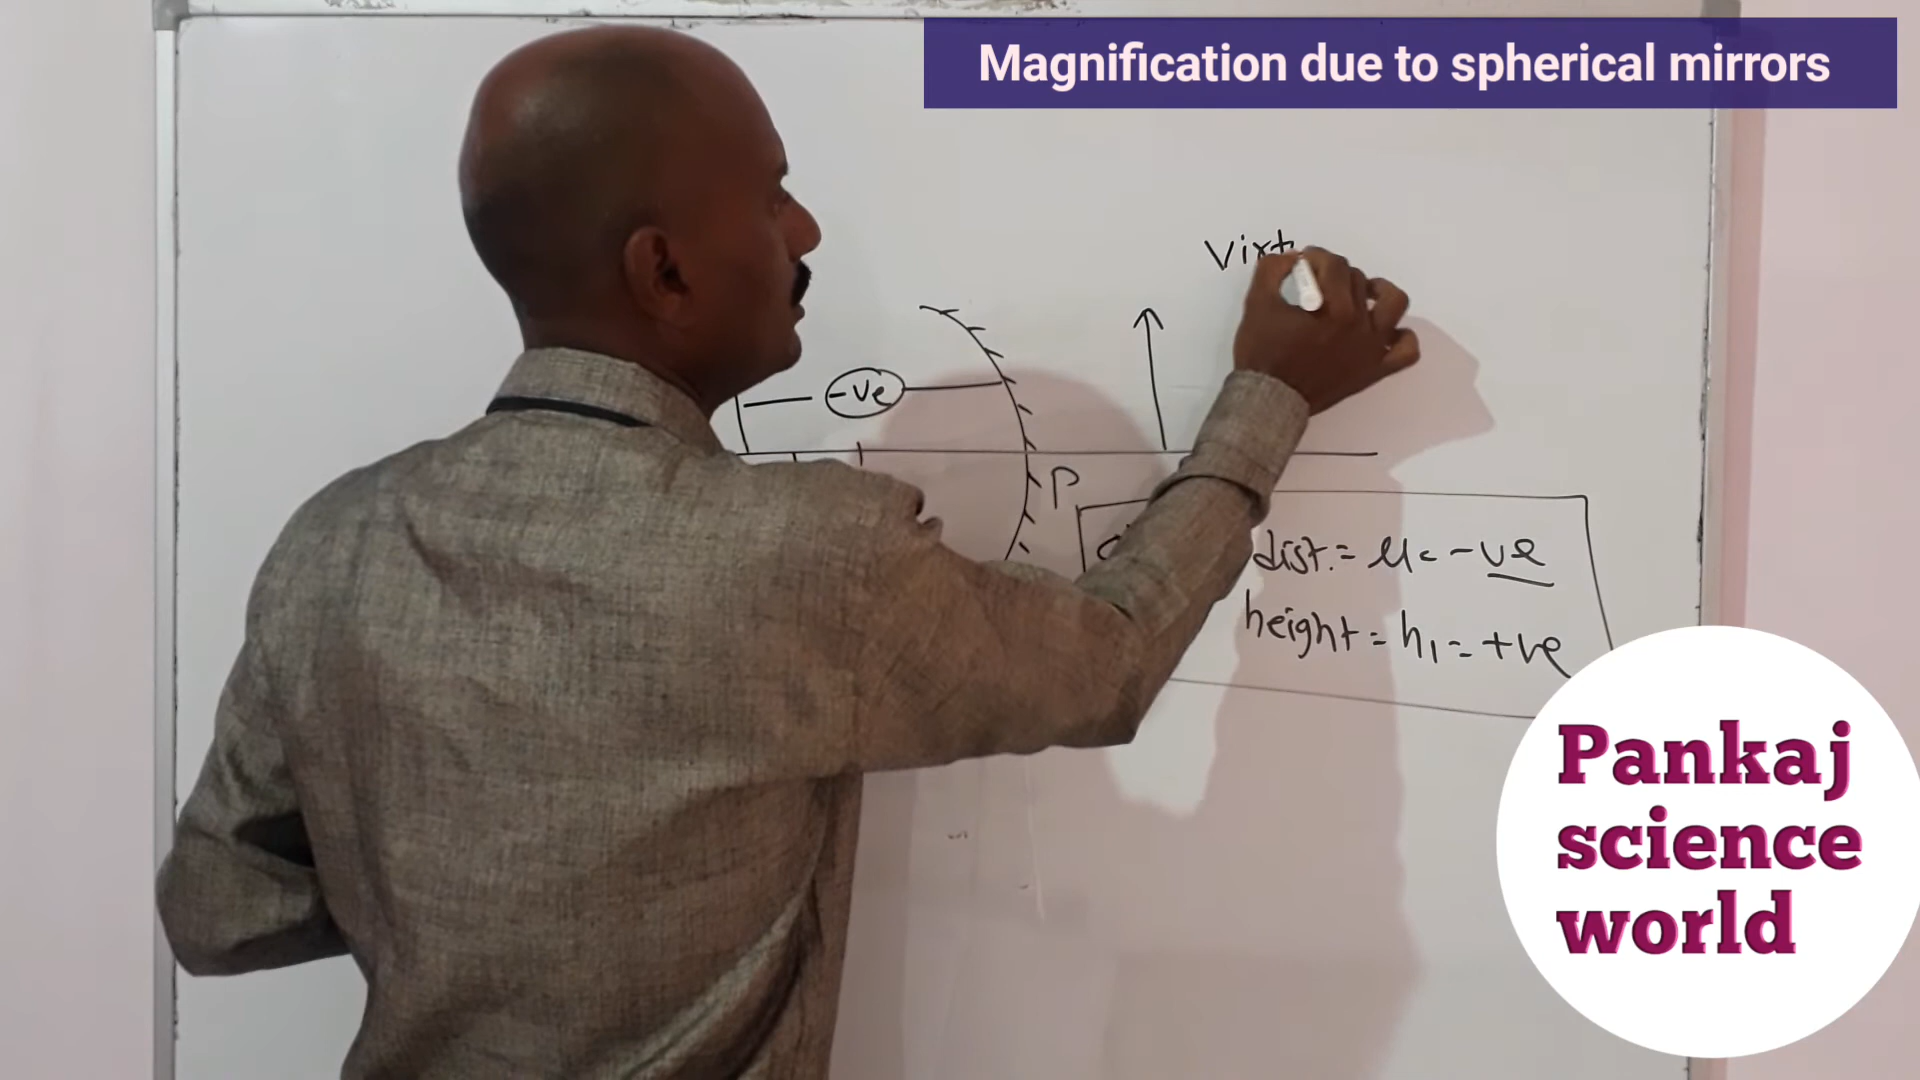 Magnification due to spherical mirrors
Virt
-ve
P
dist.= u = -ve
height = h1 = +ve
Pankaj
science
world